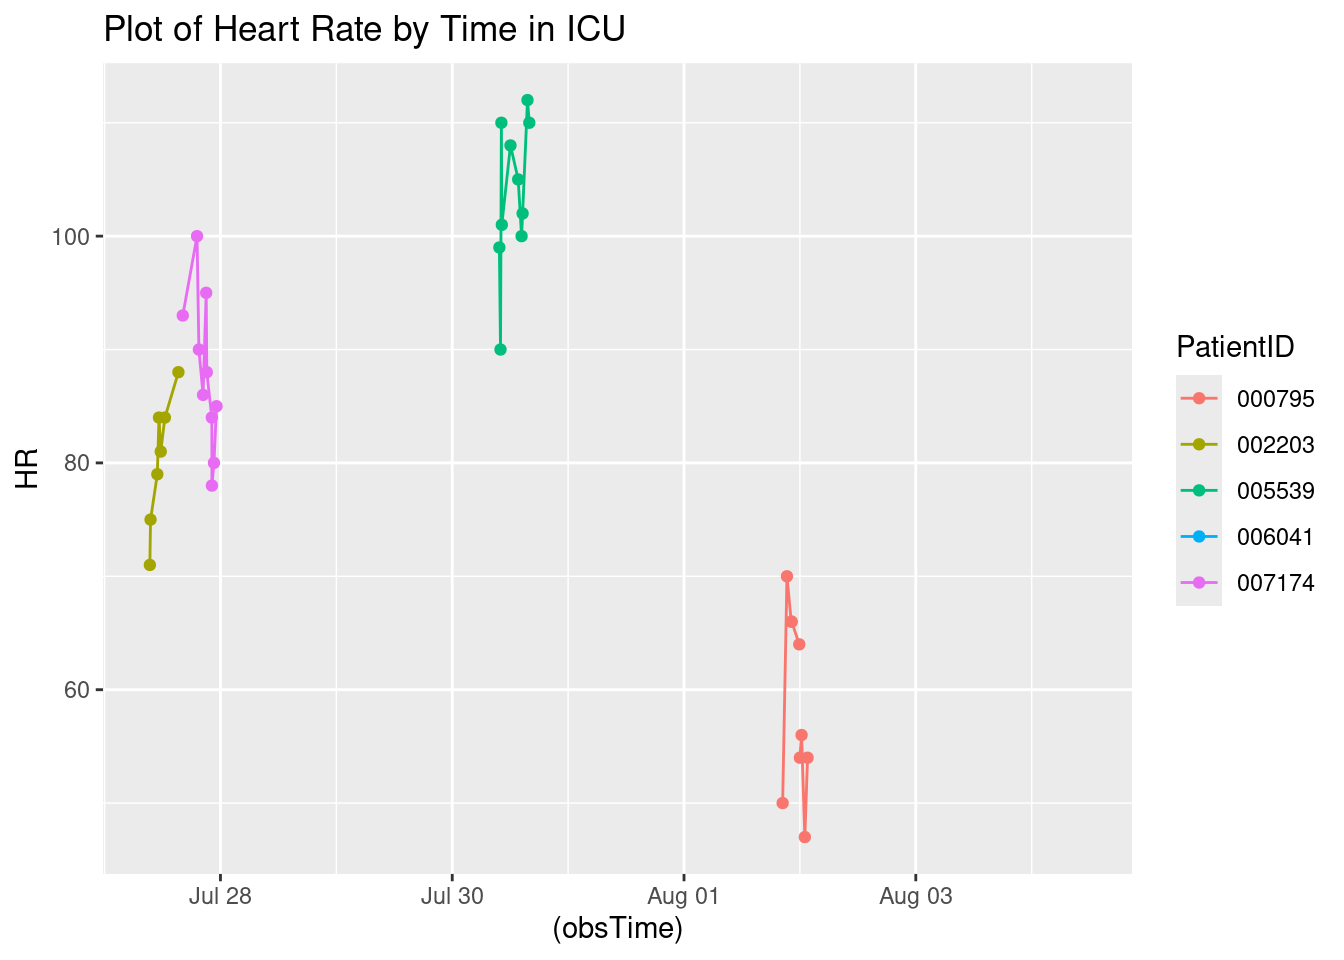 Plot of Heart Rate by Time in ICU
100
80
60
HR
Jul 28
Jul 30
Aug 01
Aug 03
(obsTime)
PatientID
000795
002203
005539
006041
007174